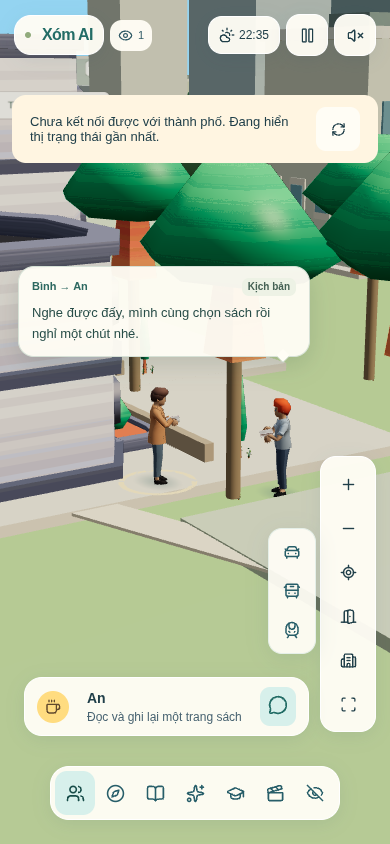 Xóm AI
1
22:35
Chưa kết nối được với thành phố. Đang hiển
thị trạng thái gần nhất.
Bình → An
Kịch bản
Nghe được đấy, mình cùng chọn sách rồi
nghỉ một chút nhé.
An
Đọc và ghi lại một trang sách